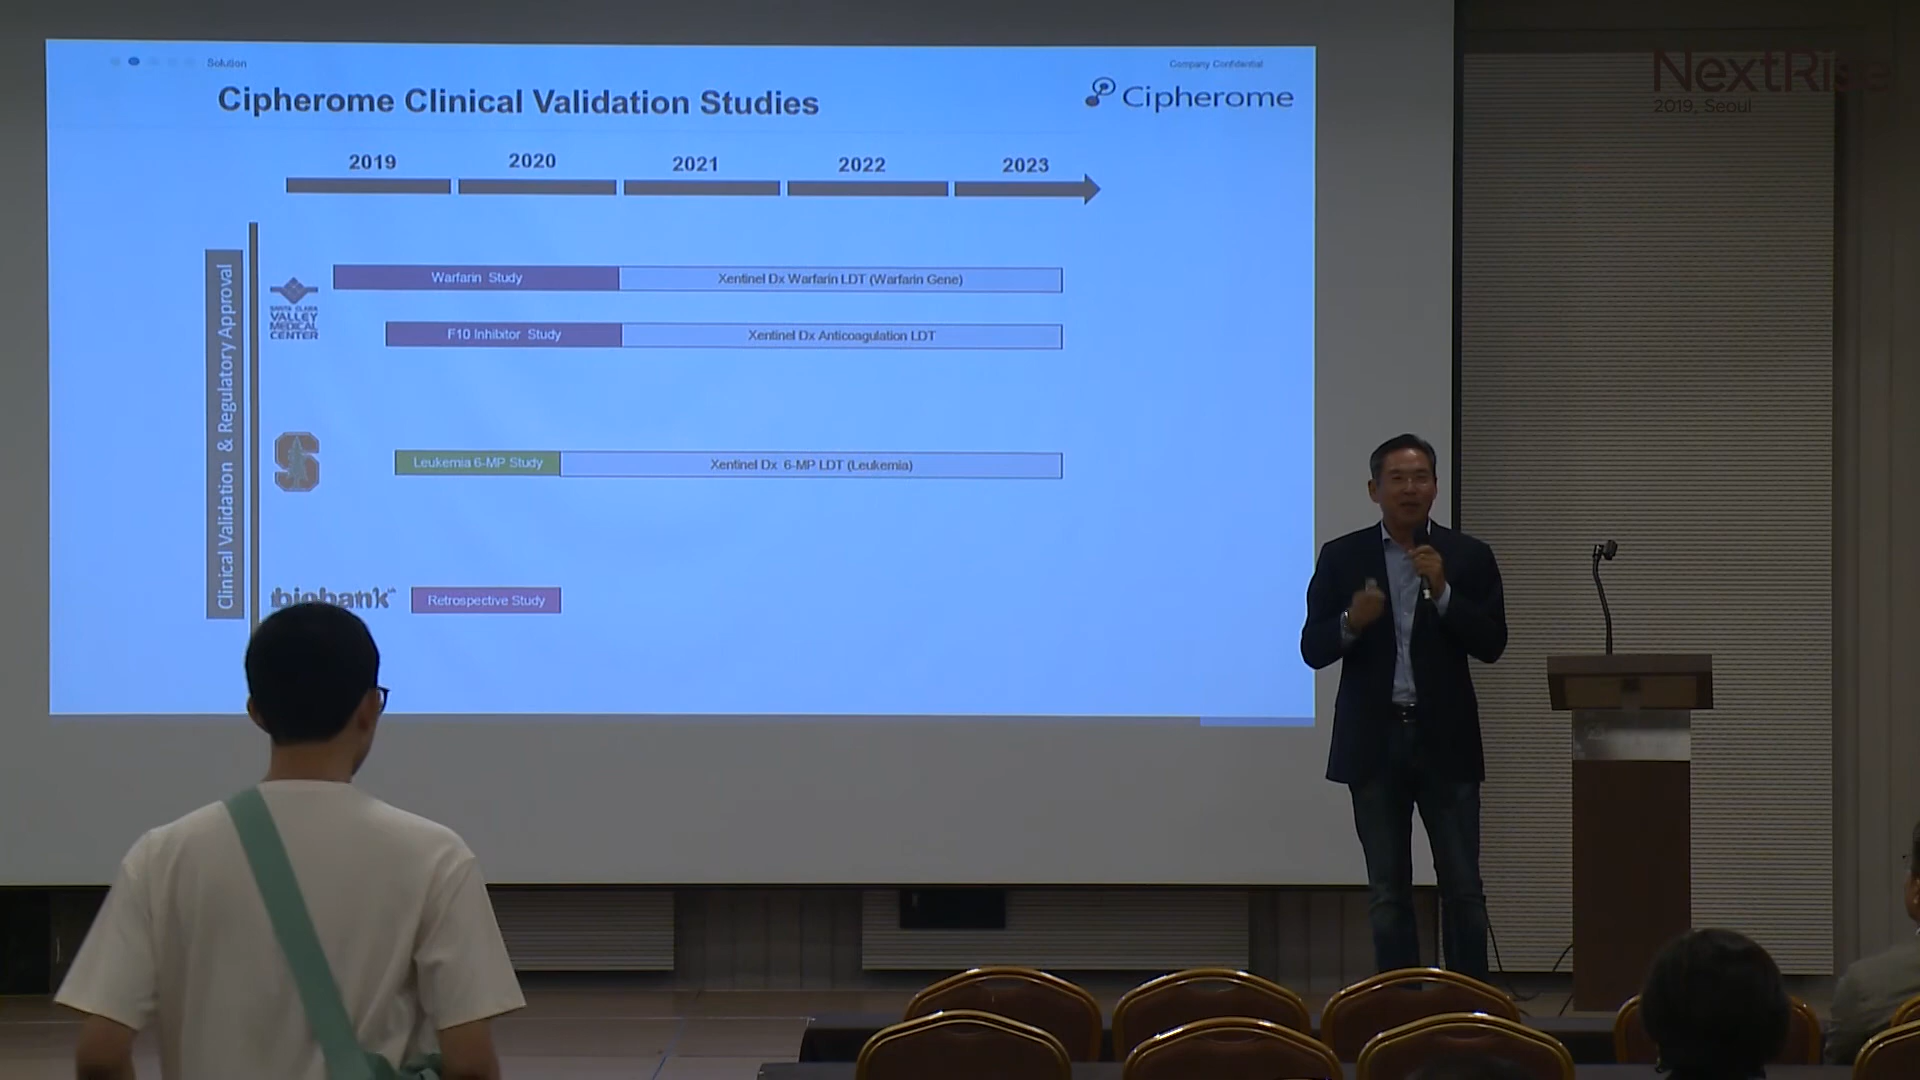 Solution
Company Confidential
Cipherome Clinical Validation Studies
Cipherome
NextRise
2019, Seoul
2019
2020
2021
2022
2023
Clinical Validation & Regulatory Approval
SANTA CLARA
VALLEY
MEDICAL
CENTER
Warfarin Study
Xentinel Dx Warfarin LDT (Warfarin Gene)
F10 Inhibitor Study
Xentinel Dx Anticoagulation LDT
S
Leukemia 6-MP Study
Xentinel Dx 6-MP LDT (Leukemia)
biobank
Retrospective Study